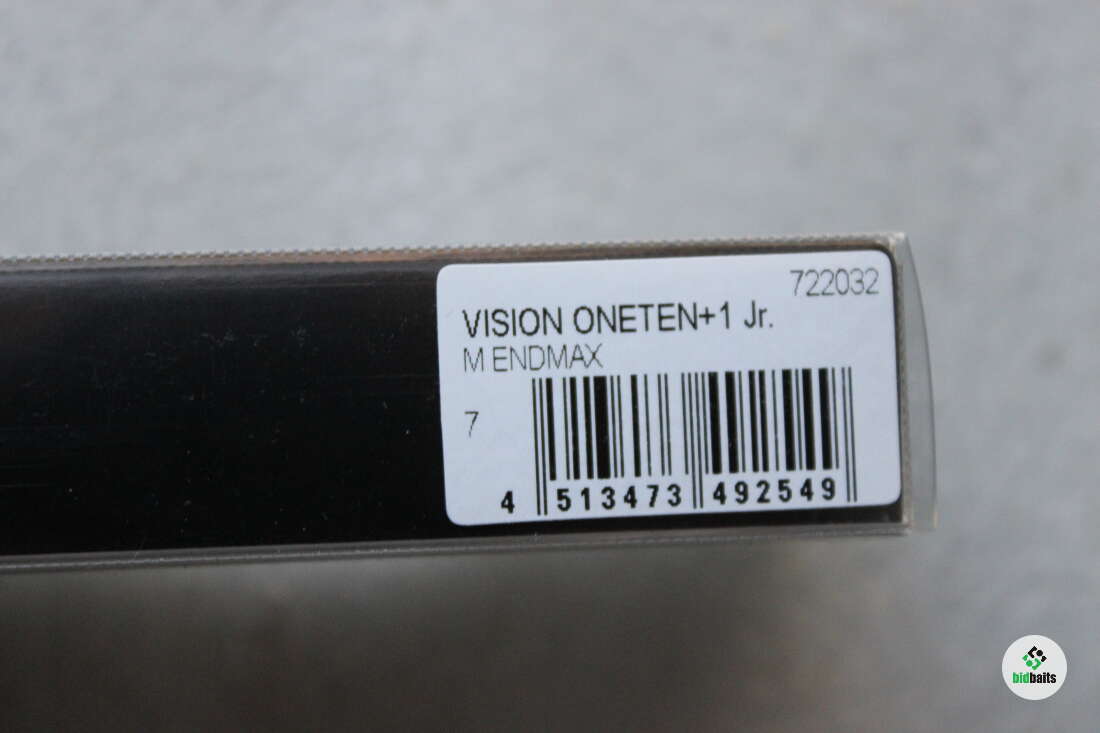 722032
VISION ONETEN+1 Jr.
M ENDMAX
7
4 513473 492549
bidbaits